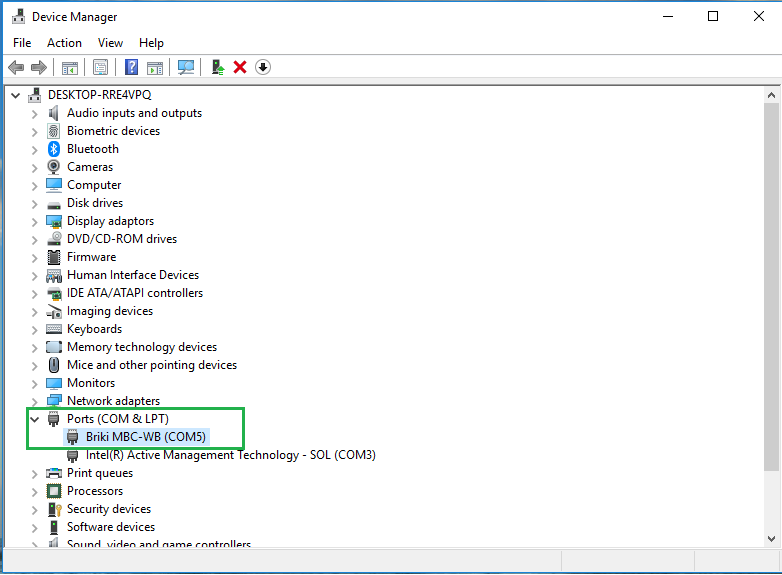 Device Manager
File Action View Help
DESKTOP-RRE4VPQ
Audio inputs and outputs
Biometric devices
Bluetooth
Cameras
Computer
Disk drives
Display adaptors
DVD/CD-ROM drives
Firmware
Human Interface Devices
IDE ATA/ATAPI controllers
Imaging devices
Keyboards
Memory technology devices
Mice and other pointing devices
Monitors
Network adapters
Ports (COM & LPT)
Briki MBC-WB (COM5)
Intel(R) Active Management Technology - SOL (COM3)
Print queues
Processors
Security devices
Software devices
Sound, video and game controllers